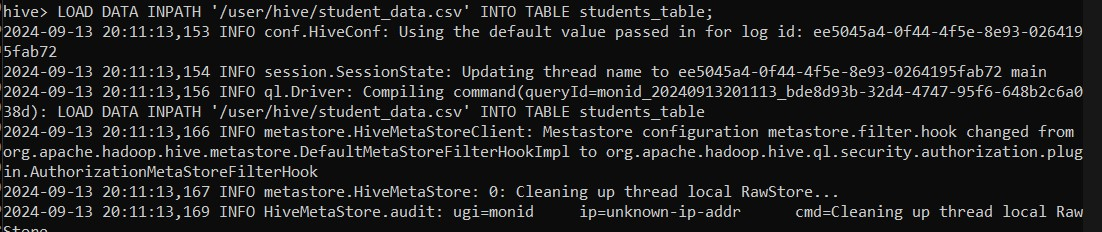 hive> LOAD DATA INPATH '/user/hive/student_data.csv' INTO TABLE students_table;
2024-09-13 20:11:13,153 INFO conf.HiveConf: Using the default value passed in for log id: ee5045a4-0f44-4f5e-8e93-026419
5fab72
2024-09-13 20:11:13,154 INFO session.SessionState: Updating thread name to ee5045a4-0f44-4f5e-8e93-0264195fab72 main
2024-09-13 20:11:13,156 INFO ql.Driver: Compiling command(queryId=monid_20240913201113_bde8d93b-32d4-4747-95f6-648b2c6a0
38d): LOAD DATA INPATH '/user/hive/student_data.csv' INTO TABLE students_table
2024-09-13 20:11:13,166 INFO metastore.HiveMetaStoreClient: Mestastore configuration metastore.filter.hook changed from
org.apache.hadoop.hive.metastore.DefaultMetaStoreFilterHookImpl to org.apache.hadoop.hive.ql.security.authorization.plug
in.AuthorizationMetaStoreFilterHook
2024-09-13 20:11:13,167 INFO metastore.HiveMetaStore: 0: Cleaning up thread local RawStore...
2024-09-13 20:11:13,169 INFO HiveMetaStore.audit: ugi=monid ip=unknown-ip-addr cmd=Cleaning up thread local Raw
Store